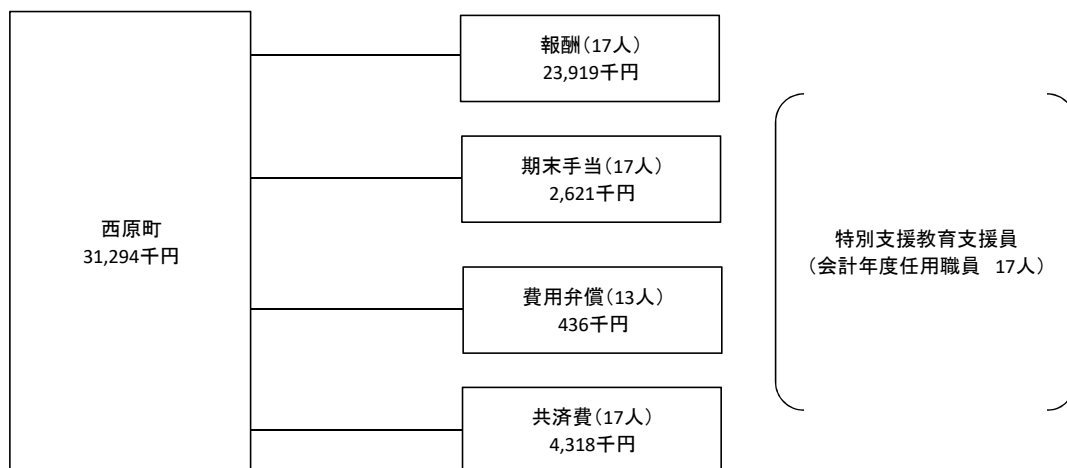 西原町
31,294千円
報酬(17人)
23,919千円
期末手当(17人)
2,621千円
費用弁償(13人)
436千円
共済費(17人)
4,318千円
特別支援教育支援員
(会計年度任用職員　17人)